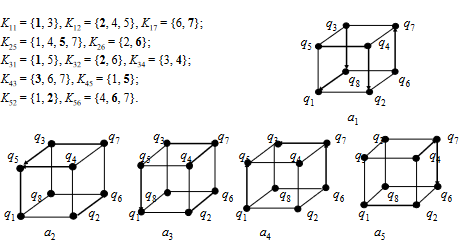 K₁₁ = {1, 3}, K₁₂ = {2, 4, 5}, K₁₇ = {6, 7};
K₂₅ = {1, 4, 5, 7}, K₂₆ = {2, 6};
K₃₁ = {1, 5}, K₃₂ = {2, 6}, K₃₄ = {3, 4};
K₄₃ = {3, 6, 7}, K₄₅ = {1, 5};
K₅₂ = {1, 2}, K₅₆ = {4, 6, 7}.
q₃ q₇
q₅ q₄
q₈ q₆
q₁ q₂
a₁
q₃ q₇ q₃ q₇ q₃ q₇ q₇
q₅ q₄ q₅ q₄ q₅ q₄ q₅ q₄
q₈ q₆ q₈ q₆ q₈ q₆ q₈ q₆
q₁ q₂ q₁ q₂ q₁ q₂ q₁ q₂
a₂ a₃ a₄ a₅